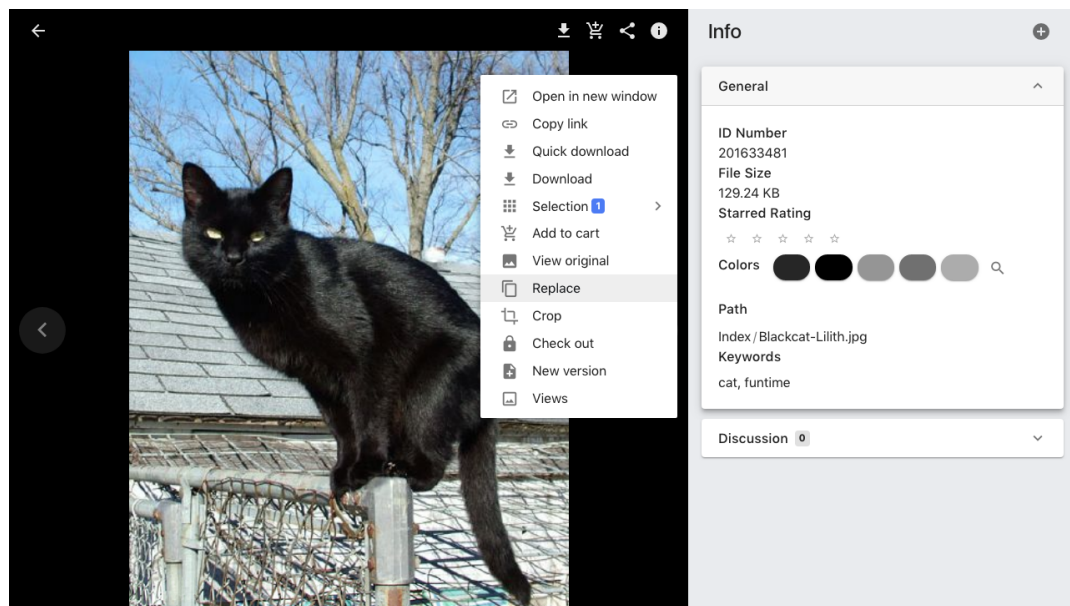 Info
Open in new window
Copy link
Quick download
Download
Selection 1
Add to cart
View original
Replace
Crop
Check out
New version
Views
General
ID Number
201633481
File Size
129.24 KB
Starred Rating
Colors
Path
Index/Blackcat-Lilith.jpg
Keywords
cat, funtime
Discussion 0